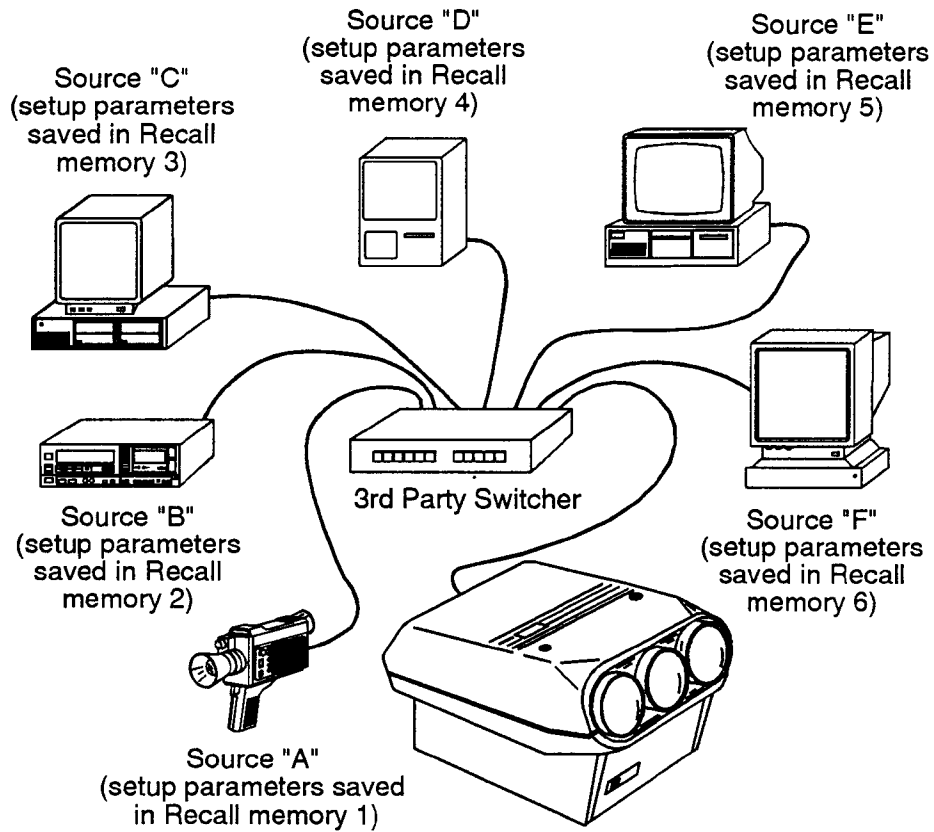 Source "D"
(setup parameters
saved in Recall
memory 4)
Source "E"
(setup parameters
saved in Recall
memory 5)
Source "C"
(setup parameters
saved in Recall
memory 3)
3rd Party Switcher
Source "B"
(setup parameters
saved in Recall
memory 2)
Source "F"
(setup parameters
saved in Recall
memory 6)
Source "A"
(setup parameters saved
in Recall memory 1)